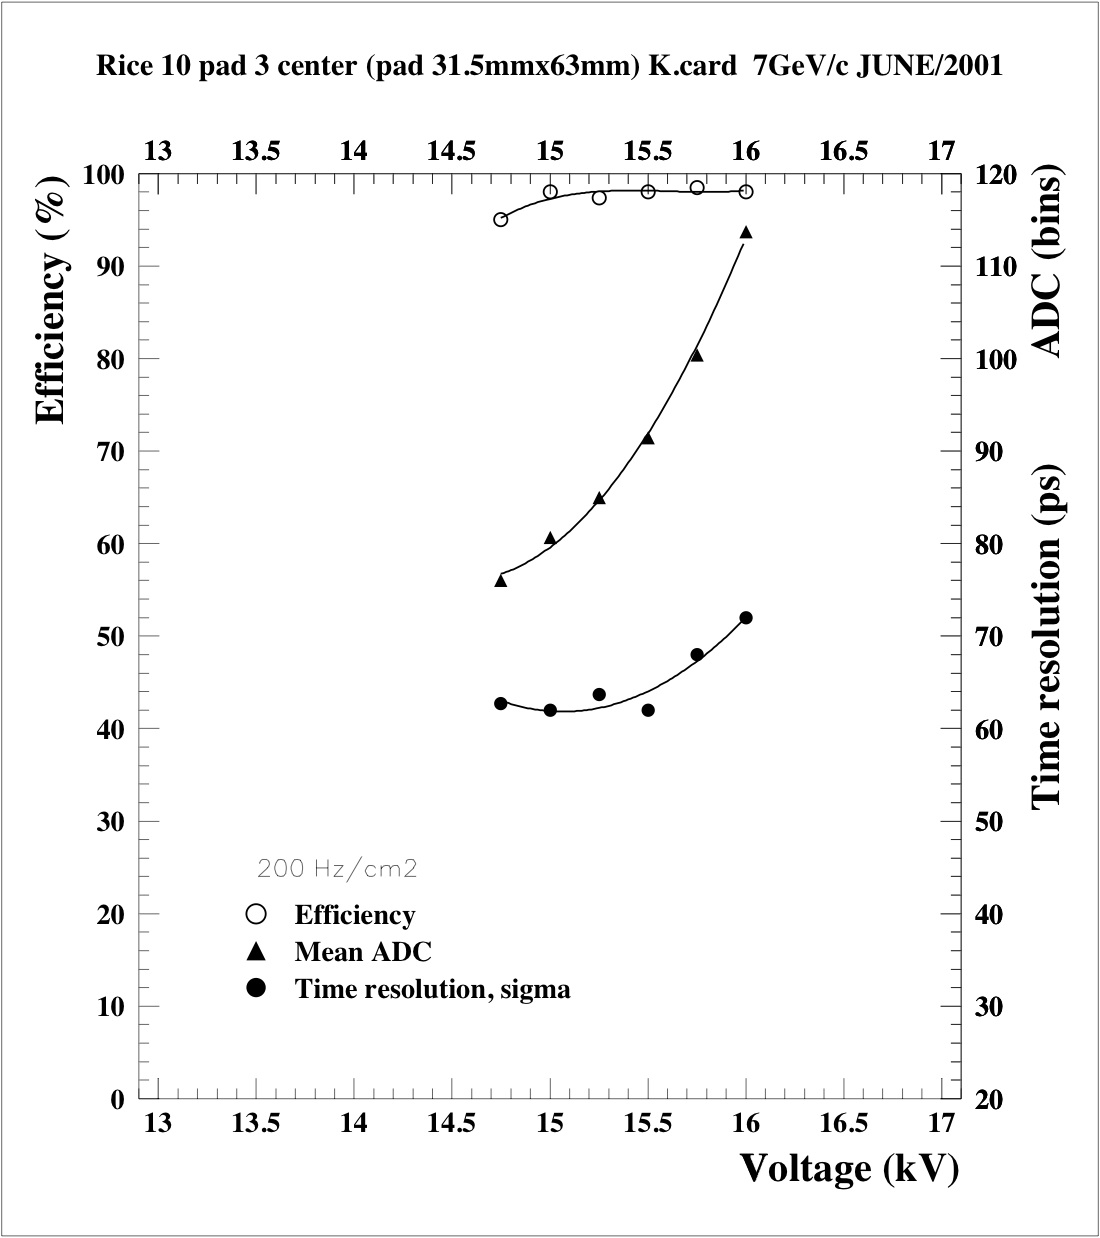 Rice 10 pad 3 center (pad 31.5mmx63mm) K.card 7GeV/c JUNE/2001
13 13.5 14 14.5 15 15.5 16 16.5 17
Efficiency (%)
100
90
80
70
60
50
40
30
20
10
0
200 Hz/cm2
Efficiency
Mean ADC
Time resolution, sigma
120
110
100
90
80
70
60
50
40
30
20
ADC (bins)
Time resolution (ps)
13 13.5 14 14.5 15 15.5 16 16.5 17
Voltage (kV)